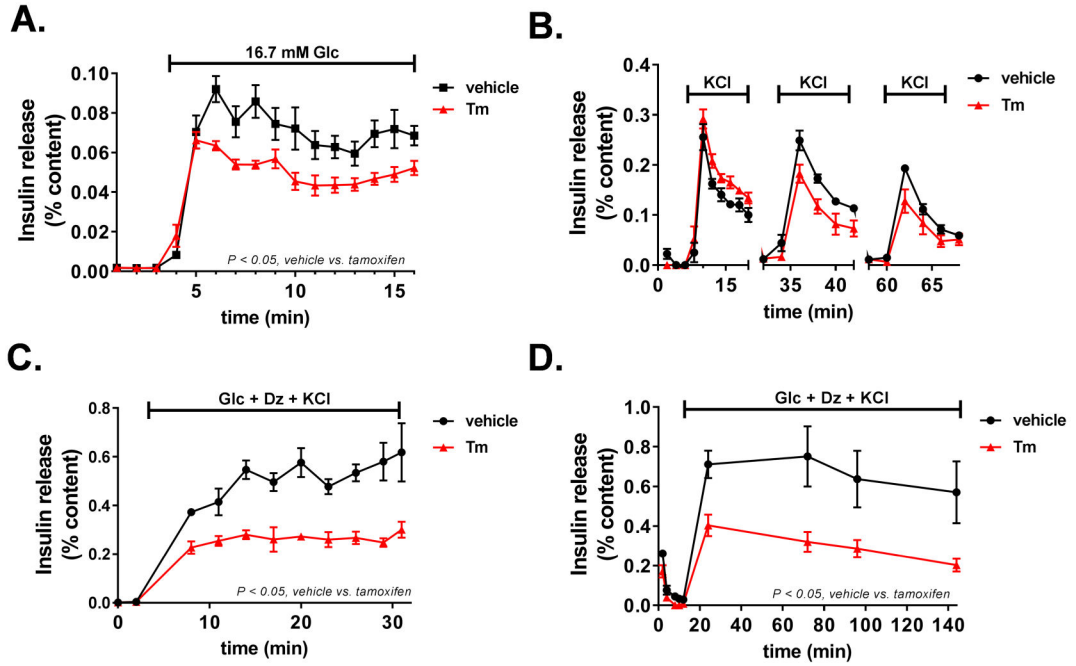 A.
16.7 mM Glc
0.10
0.08
0.06
0.04
0.02
0.00
Insulin release
(% content)
vehicle
Tm
P < 0.05, vehicle vs. tamoxifen
5
10
15
time (min)
B.
KCl
KCl
KCl
0.4
0.3
0.2
0.1
0.0
Insulin release
(% content)
vehicle
Tm
0
15
35
40
60
65
time (min)
C.
Glc + Dz + KCl
0.8
0.6
0.4
0.2
0.0
Insulin release
(% content)
vehicle
Tm
P < 0.05, vehicle vs. tamoxifen
0
10
20
30
time (min)
D.
Glc + Dz + KCl
1.0
0.8
0.6
0.4
0.2
0.0
Insulin release
(% content)
vehicle
Tm
P < 0.05, vehicle vs. tamoxifen
0
20
40
60
80
100
120
140
time (min)